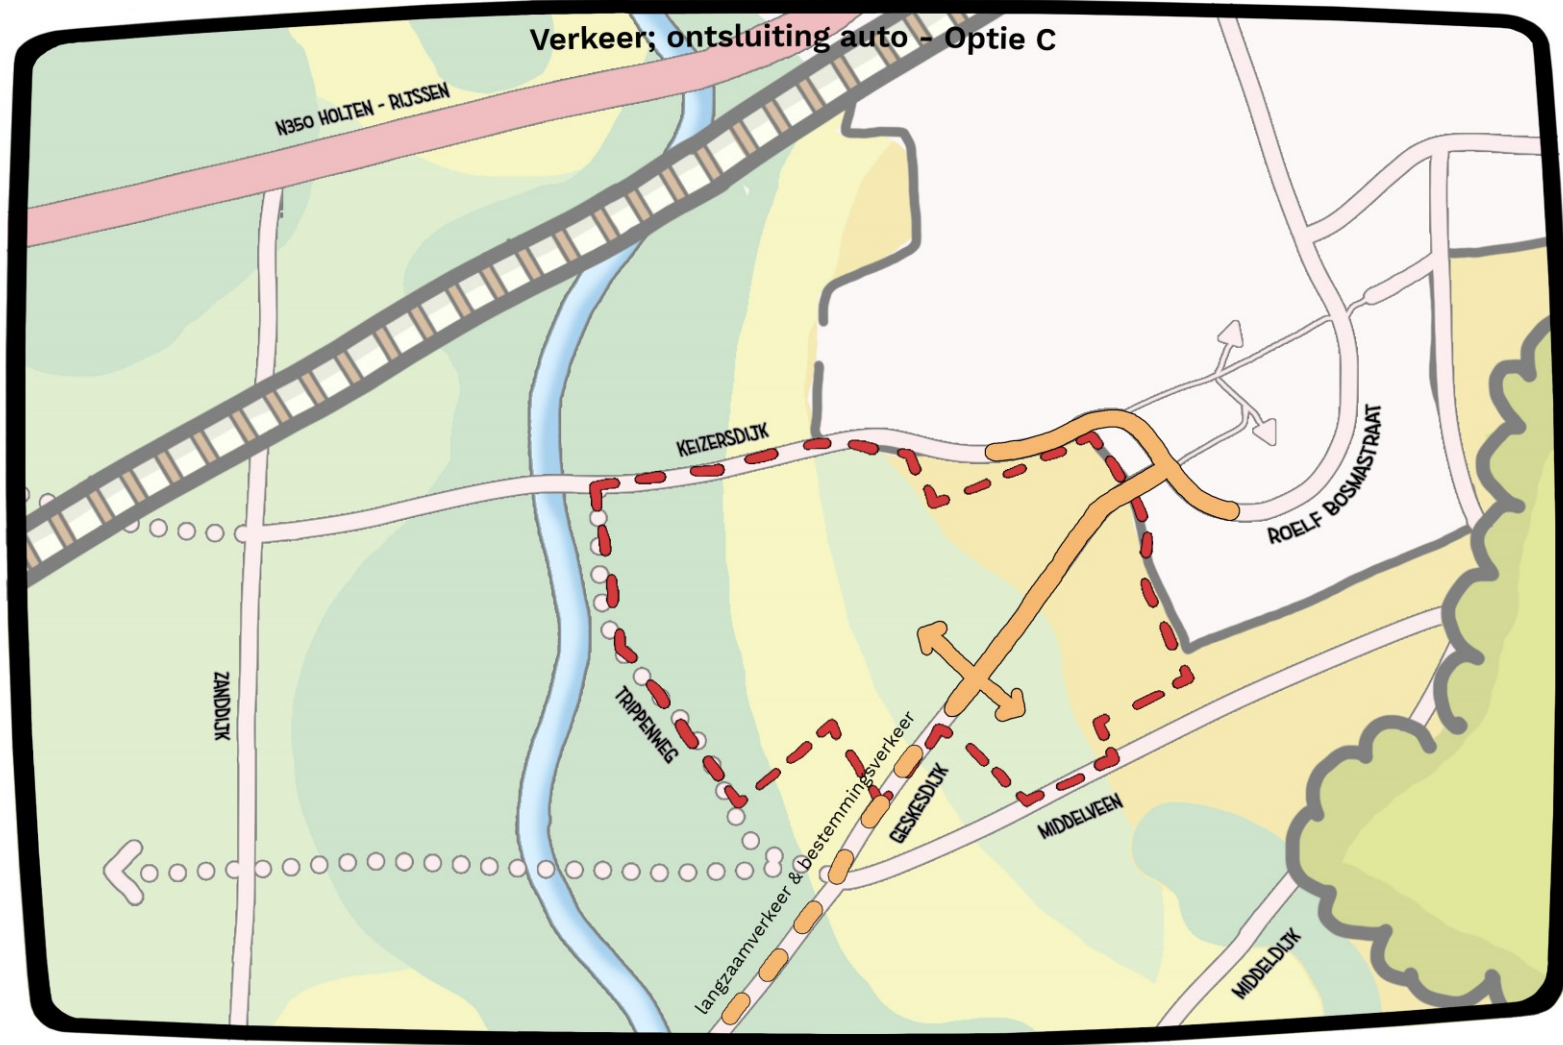 Verkeer; ontsluiting auto - Optie C
N350 HOLTEN - RIJSSEN
KEIZERSDIJK
ROELF BOSMASTRAAT
ZANDDIJK
TRIPPENWEG
langzaamverkeer & bestemmingsverkeer
GESKESDIJK
MIDDELVEEN
MIDDELDIJK